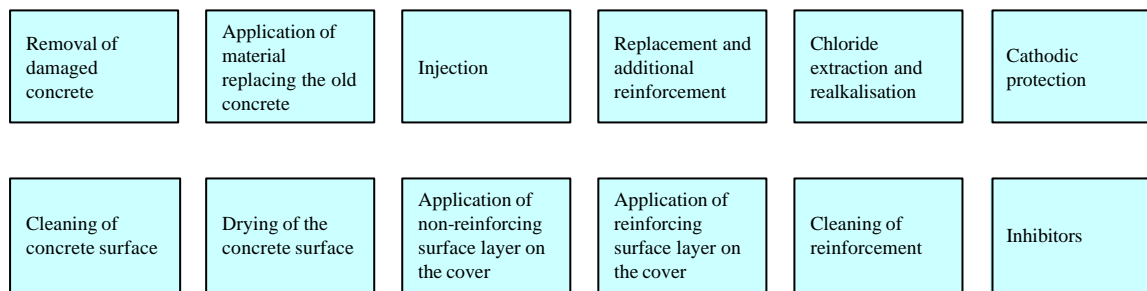 Removal of
damaged
concrete
Application of
material
replacing the old
concrete
Injection
Replacement and
additional
reinforcement
Chloride
extraction and
realkalisation
Cathodic
protection
Cleaning of
concrete surface
Drying of the
concrete surface
Application of
non-reinforcing
surface layer on
the cover
Application of
reinforcing
surface layer on
the cover
Cleaning of
reinforcement
Inhibitors